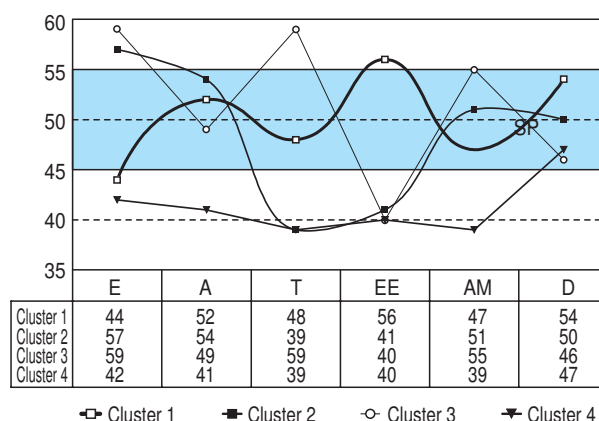 60
55
50
SP
45
40
35
E A T EE AM D
Cluster 1 44 52 48 56 47 54
Cluster 2 57 54 39 41 51 50
Cluster 3 59 49 59 40 55 46
Cluster 4 42 41 39 40 39 47
Cluster 1 Cluster 2 Cluster 3 Cluster 4